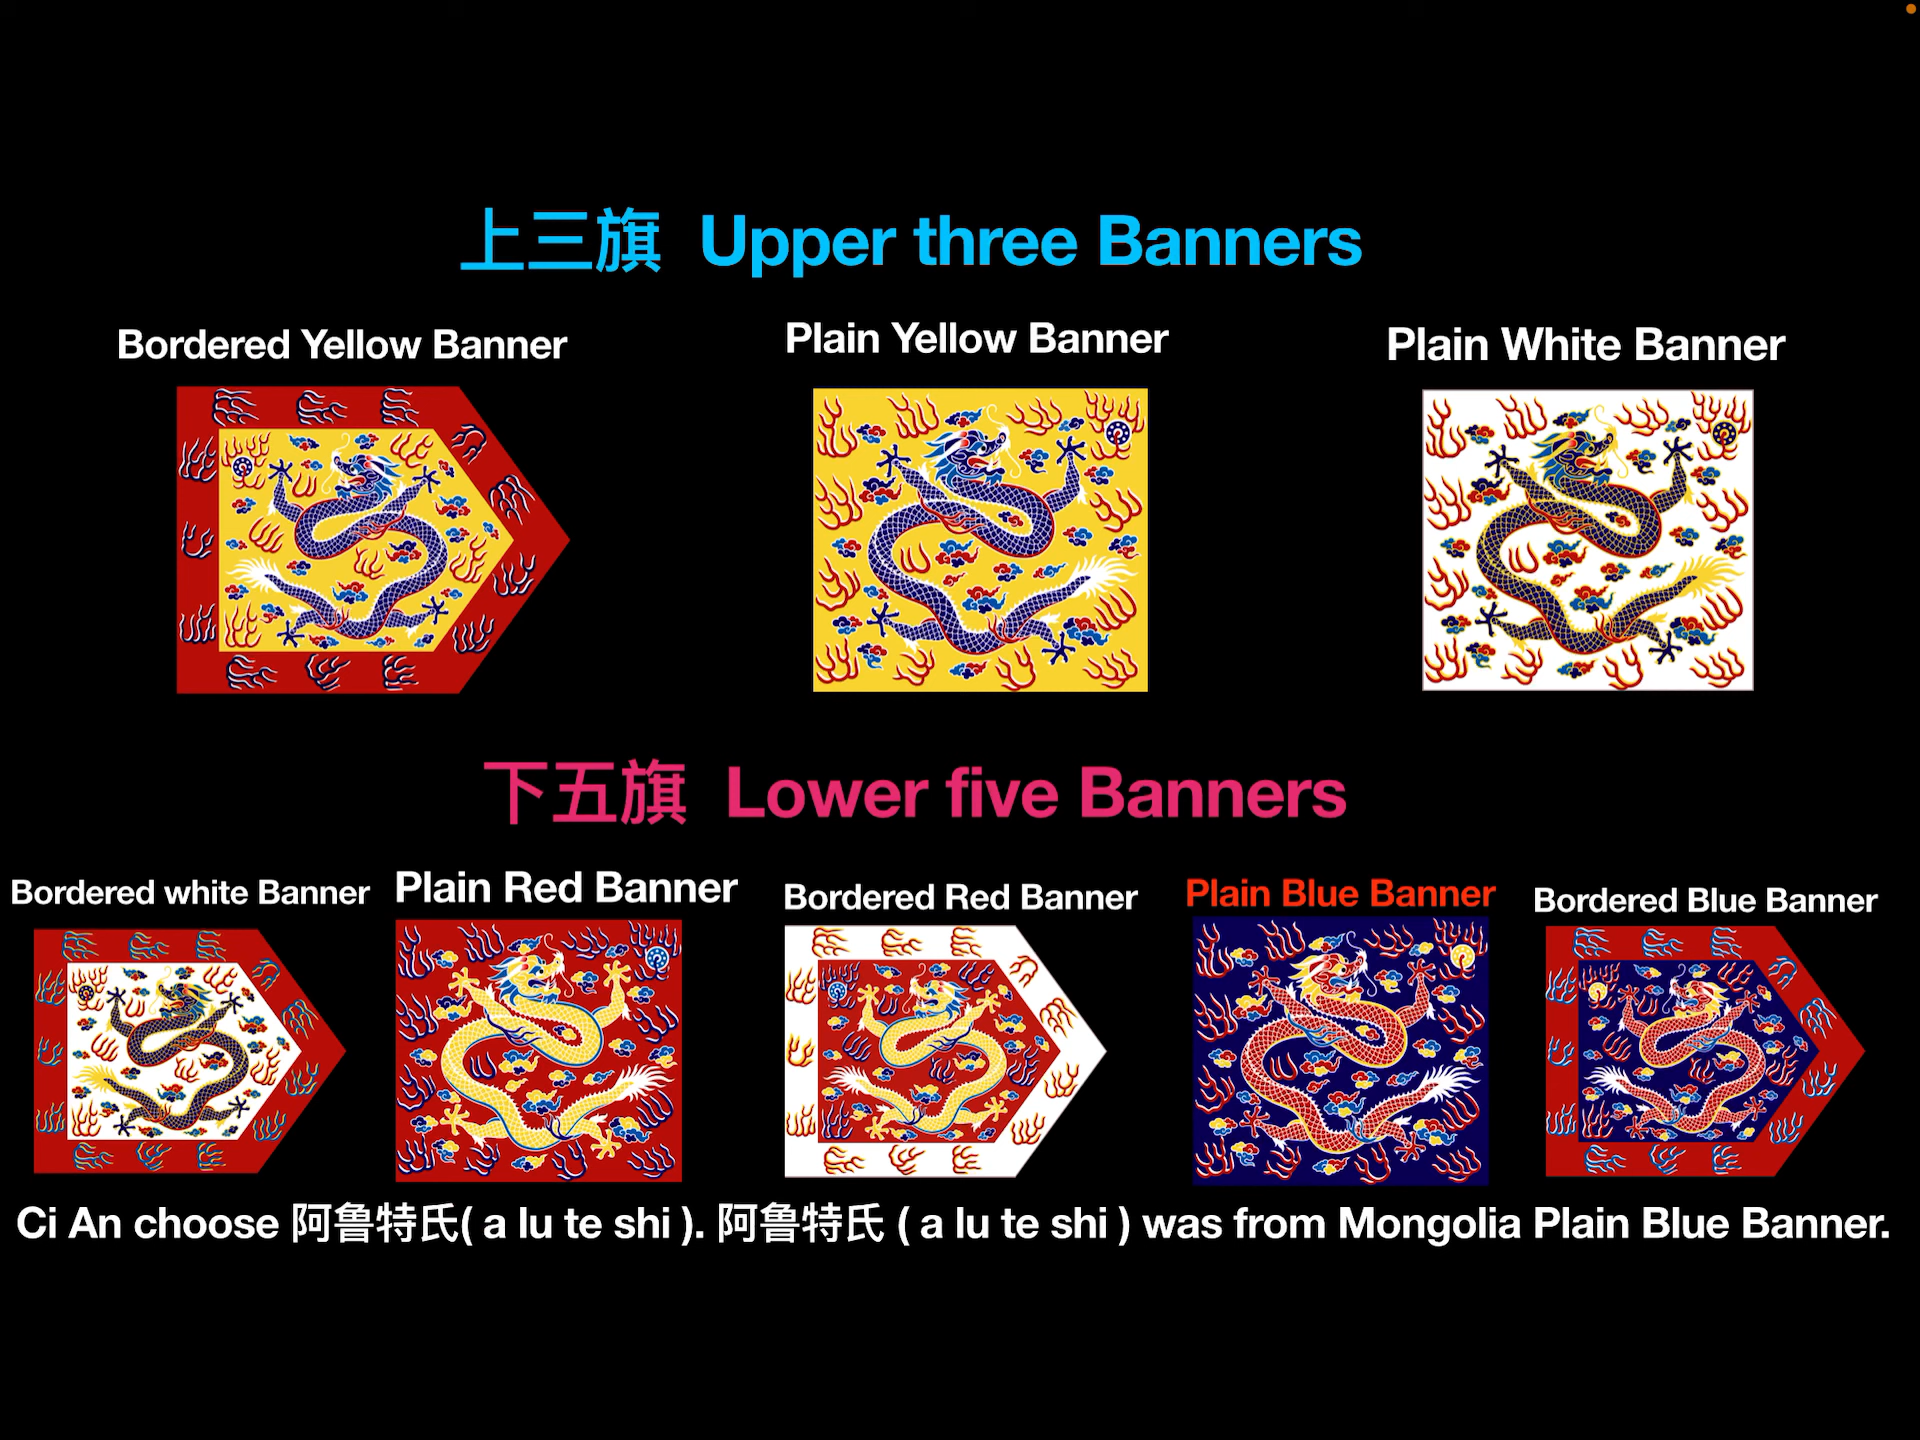 上三旗 Upper three Banners
Bordered Yellow Banner
Plain Yellow Banner
Plain White Banner
下五旗 Lower five Banners
Bordered white Banner
Plain Red Banner
Bordered Red Banner
Plain Blue Banner
Bordered Blue Banner
Ci An choose 阿鲁特氏( a lu te shi ). 阿鲁特氏 ( a lu te shi ) was from Mongolia Plain Blue Banner.